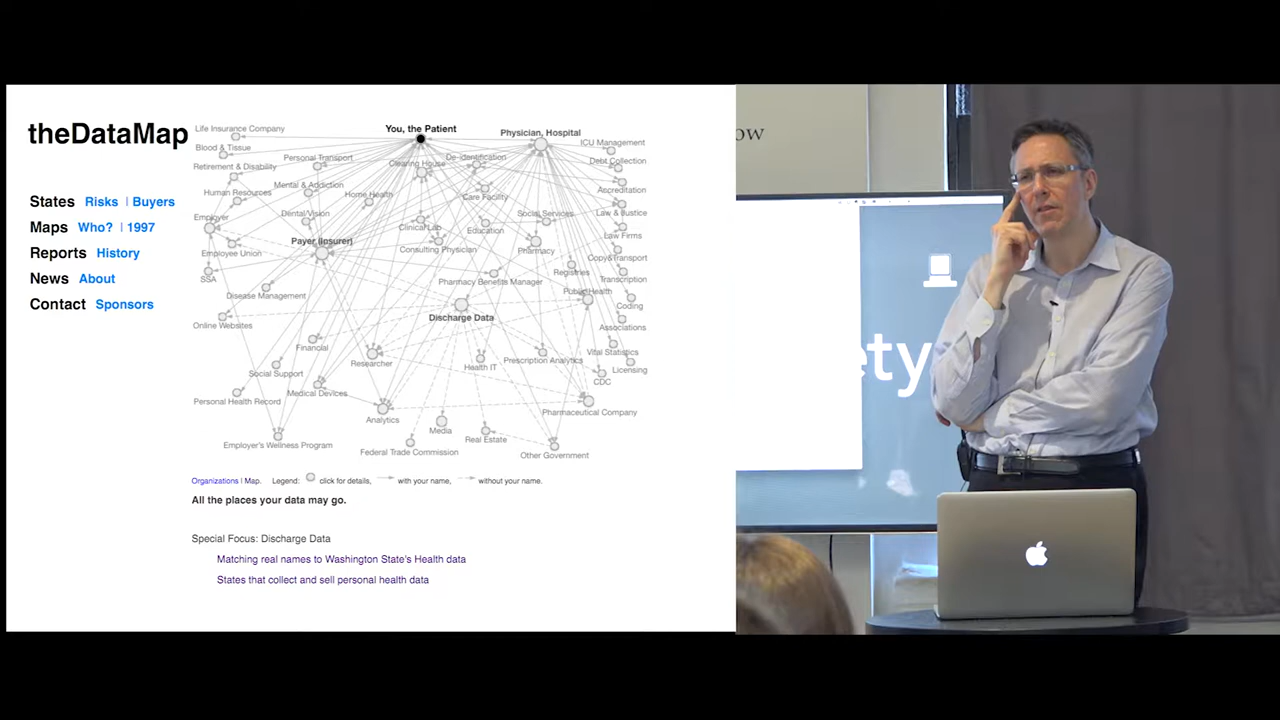 theDataMap
States Risks | Buyers
Maps Who? | 1997
Reports History
News About
Contact Sponsors
Life Insurance Company
You, the Patient
Physician, Hospital
Blood & Tissue
ICU Management
Retirement & Disability
Personal Transport
Clearing House
De-identification
Debt Collection
Human Resources
Mental & Addiction
Home Health
Care Facility
Accreditation
Employer
Dental/Vision
Clinical Lab
Education
Social Services
Law & Justice
Payer (Insurer)
Employee Union
Consulting Physician
Pharmacy
Law Firms
Copy&Transport
SSA
Disease Management
Pharmacy Benefits Manager
Registries
Transcription
Public Health
Online Websites
Discharge Data
Coding
Associations
Financial
Researcher
Health IT
Prescription Analytics
Vital Statistics
Social Support
CDC
Licensing
Personal Health Record
Medical Devices
Analytics
Media
Pharmaceutical Company
Employer's Wellness Program
Federal Trade Commission
Real Estate
Other Government
Organizations | Map. Legend: click for details, with your name, without your name.
All the places your data may go.
Special Focus: Discharge Data
Matching real names to Washington State's Health data
States that collect and sell personal health data
ow
ety